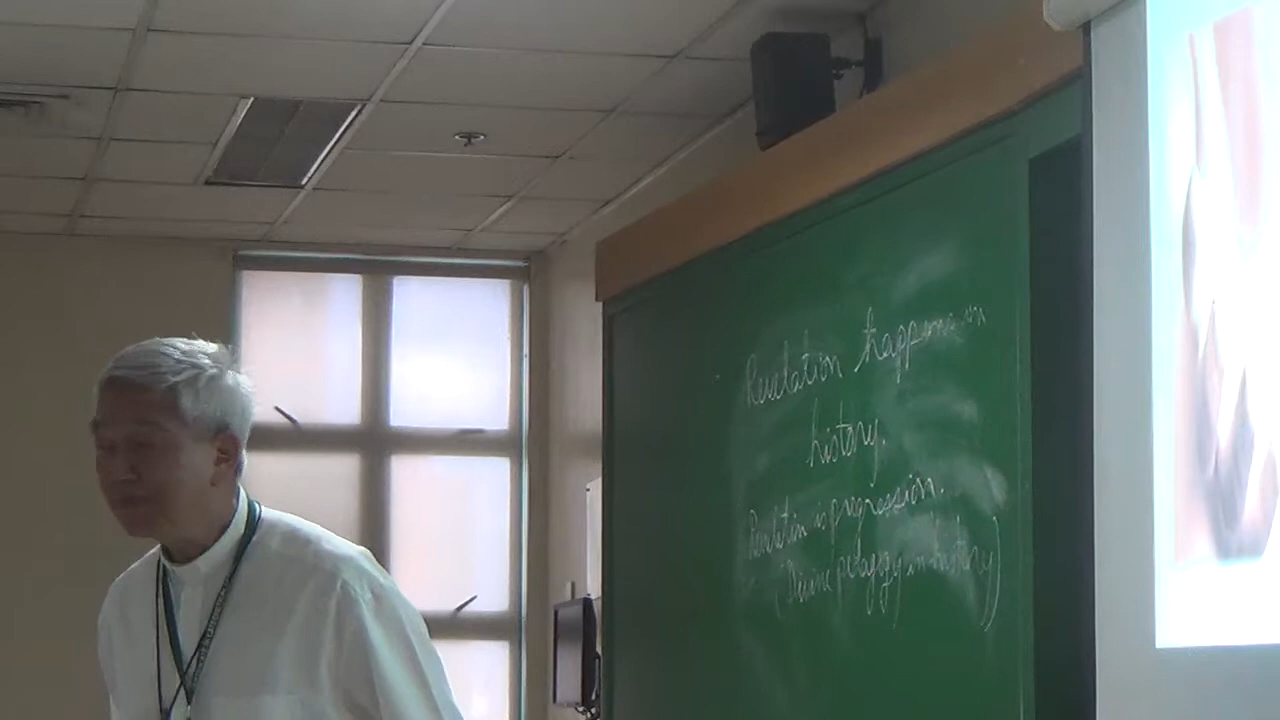 Revelation happens in
history.
Revelation is progression.
(Divine pedagogy in history)